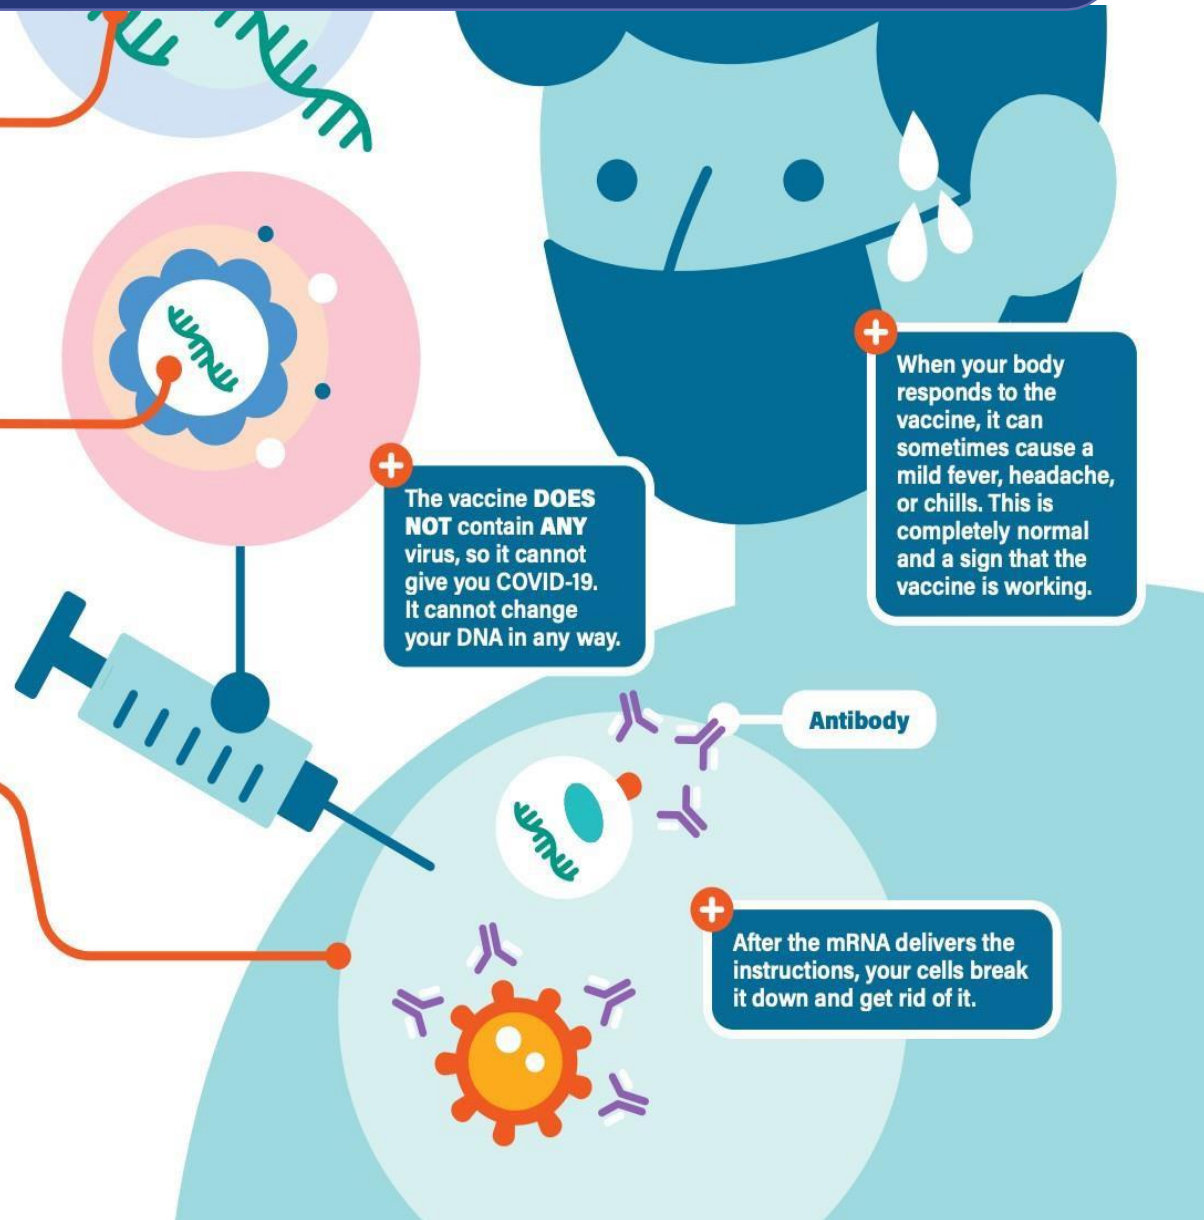 When your body
responds to the
vaccine, it can
sometimes cause a
mild fever, headache,
or chills. This is
completely normal
and a sign that the
vaccine is working.
The vaccine DOES
NOT contain ANY
virus, so it cannot
give you COVID-19.
It cannot change
your DNA in any way.
Antibody
After the mRNA delivers the
instructions, your cells break
it down and get rid of it.